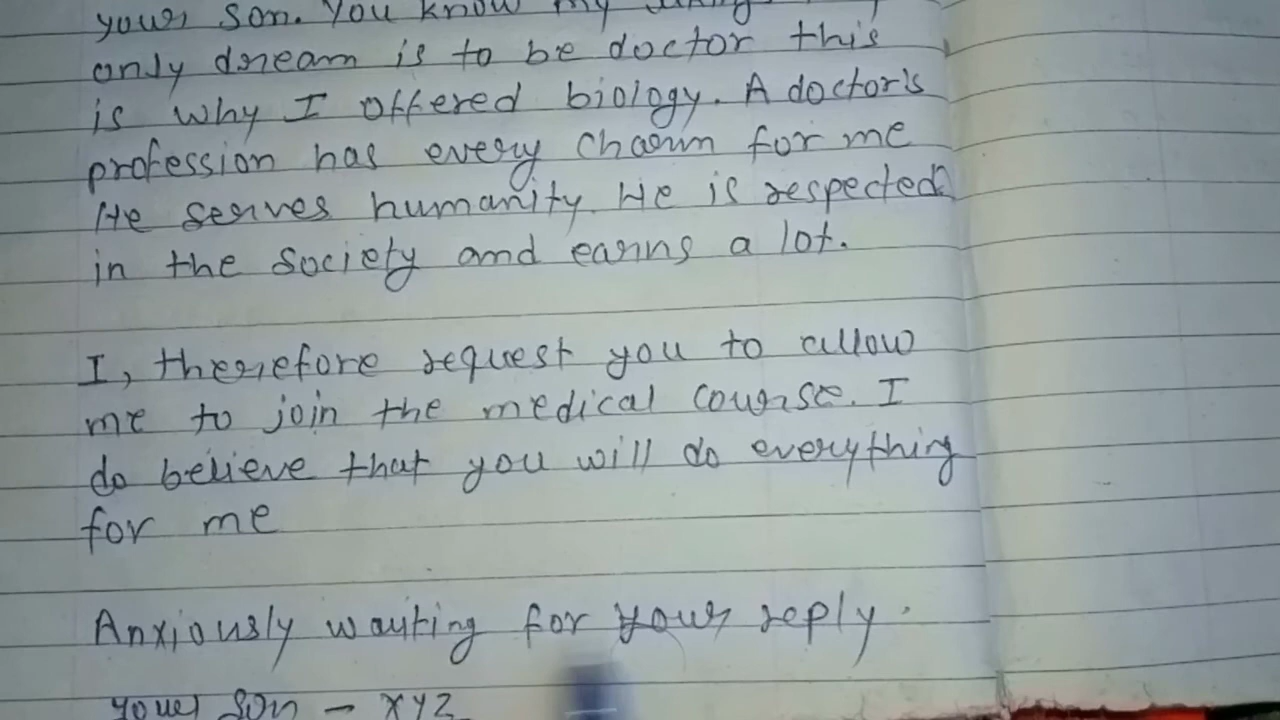 your son. You know my
only dream is to be doctor this
is why I offered biology. A doctor's
profession has every charm for me
He serves humanity. He is respected
in the society and earns a lot.
I, therefore request you to allow
me to join the medical course. I
do believe that you will do everything
for me
Anxiously waiting for your reply.
your son - xyz